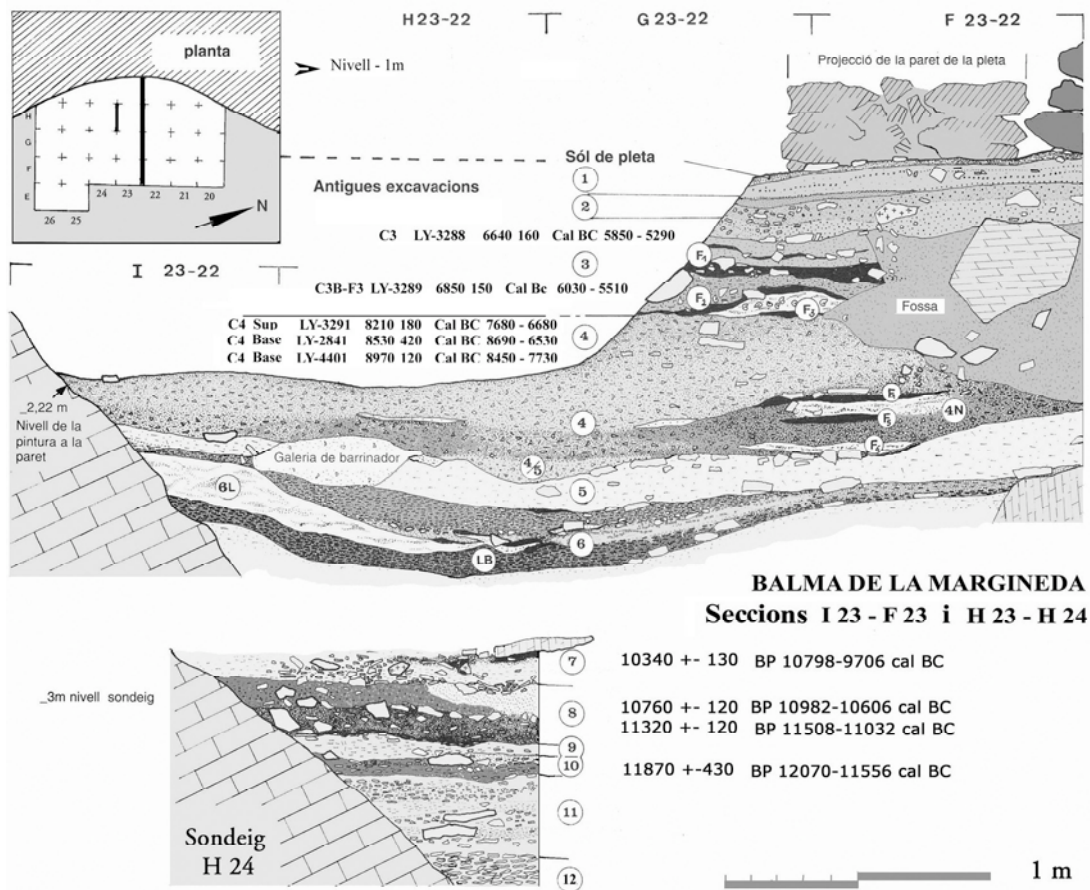 H 23-22
G 23-22
F 23-22
planta
Nivell - 1m
Projecció de la paret de la pleta
H
G
F
E
24 23 22 21 20
26 25
N
Sól de pleta
Antigues excavacions
1
2
C3 LY-3288 6640 160 Cal BC 5850 - 5290
3
I 23-22
C3B-F3 LY-3289 6850 150 Cal Bc 6030 - 5510
Fossa
C4 Sup LY-3291 8210 180 Cal BC 7680 - 6680
C4 Base LY-2841 8530 420 Cal BC 8690 - 6530
C4 Base LY-4401 8970 120 Cal BC 8450 - 7730
4
F1
F3
_2,22 m
Nivell de la
pintura a la
paret
4
4N
Galeria de barrinador
4/5
5
6L
6
LB
BALMA DE LA MARGINEDA
Seccions I 23 - F 23 i H 23 - H 24
7
10340 +- 130 BP 10798-9706 cal BC
_3m nivell sondeig
8
10760 +- 120 BP 10982-10606 cal BC
11320 +- 120 BP 11508-11032 cal BC
9
10
11870 +-430 BP 12070-11556 cal BC
11
Sondeig
H 24
12
1 m